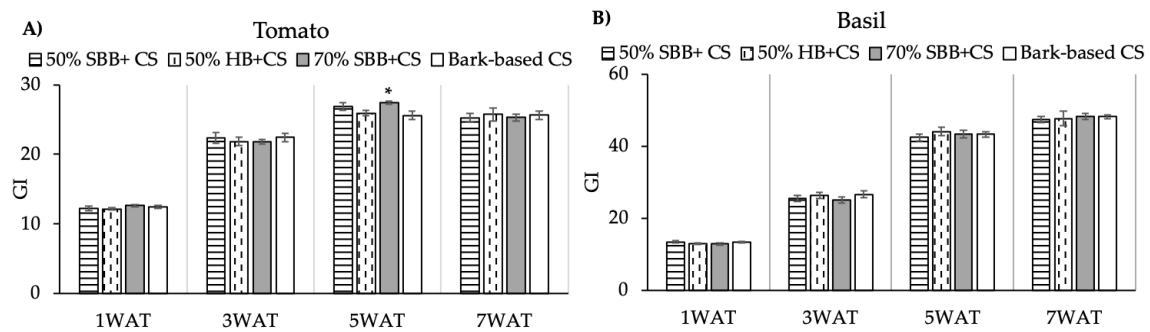 A)
Tomato
50% SBB+ CS 50% HB+CS 70% SBB+CS Bark-based CS
30
20
10
0
GI
*
1WAT 3WAT 5WAT 7WAT
B)
Basil
50% SBB+ CS 50% HB+CS 70% SBB+CS Bark-based CS
60
40
20
0
GI
1WAT 3WAT 5WAT 7WAT